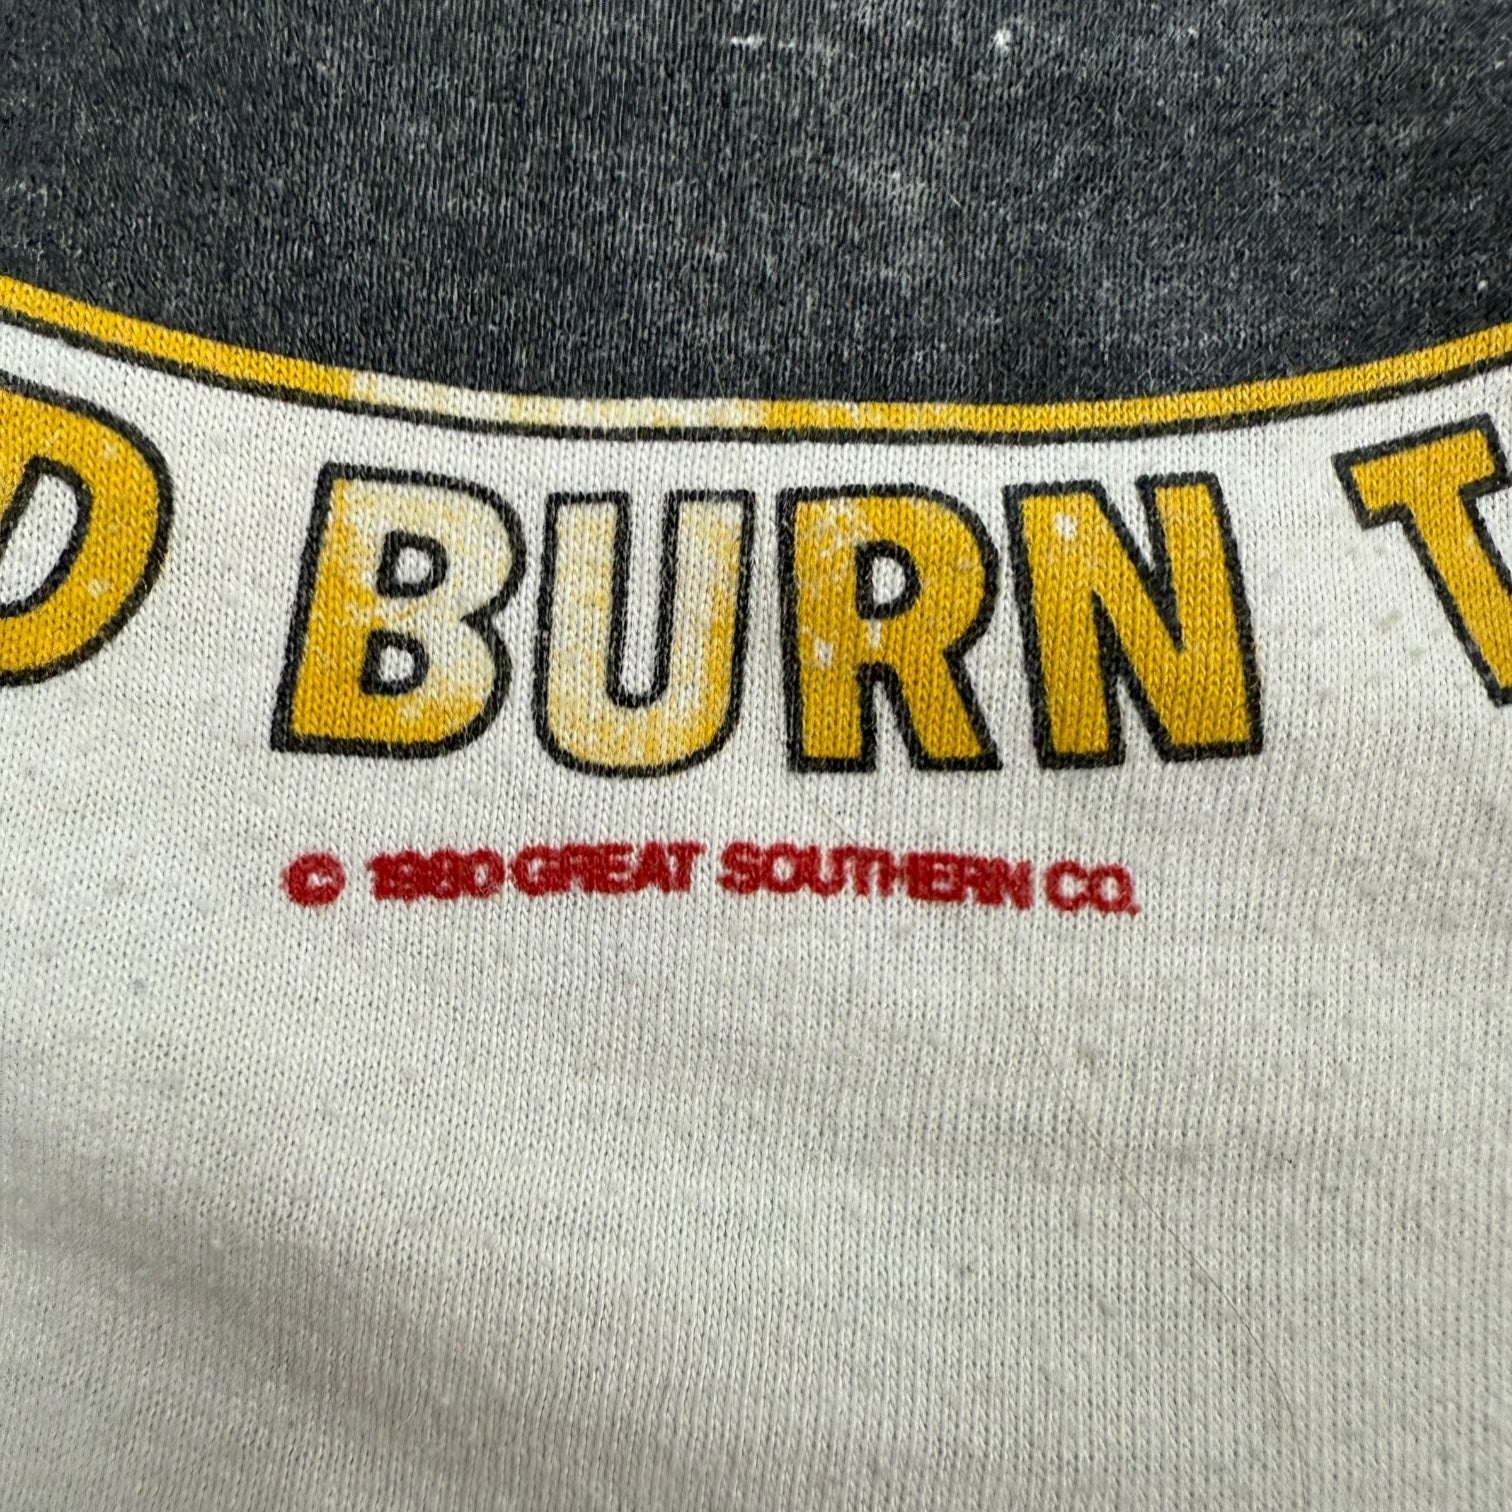 D BURN T
© 1980 GREAT SOUTHERN CO.